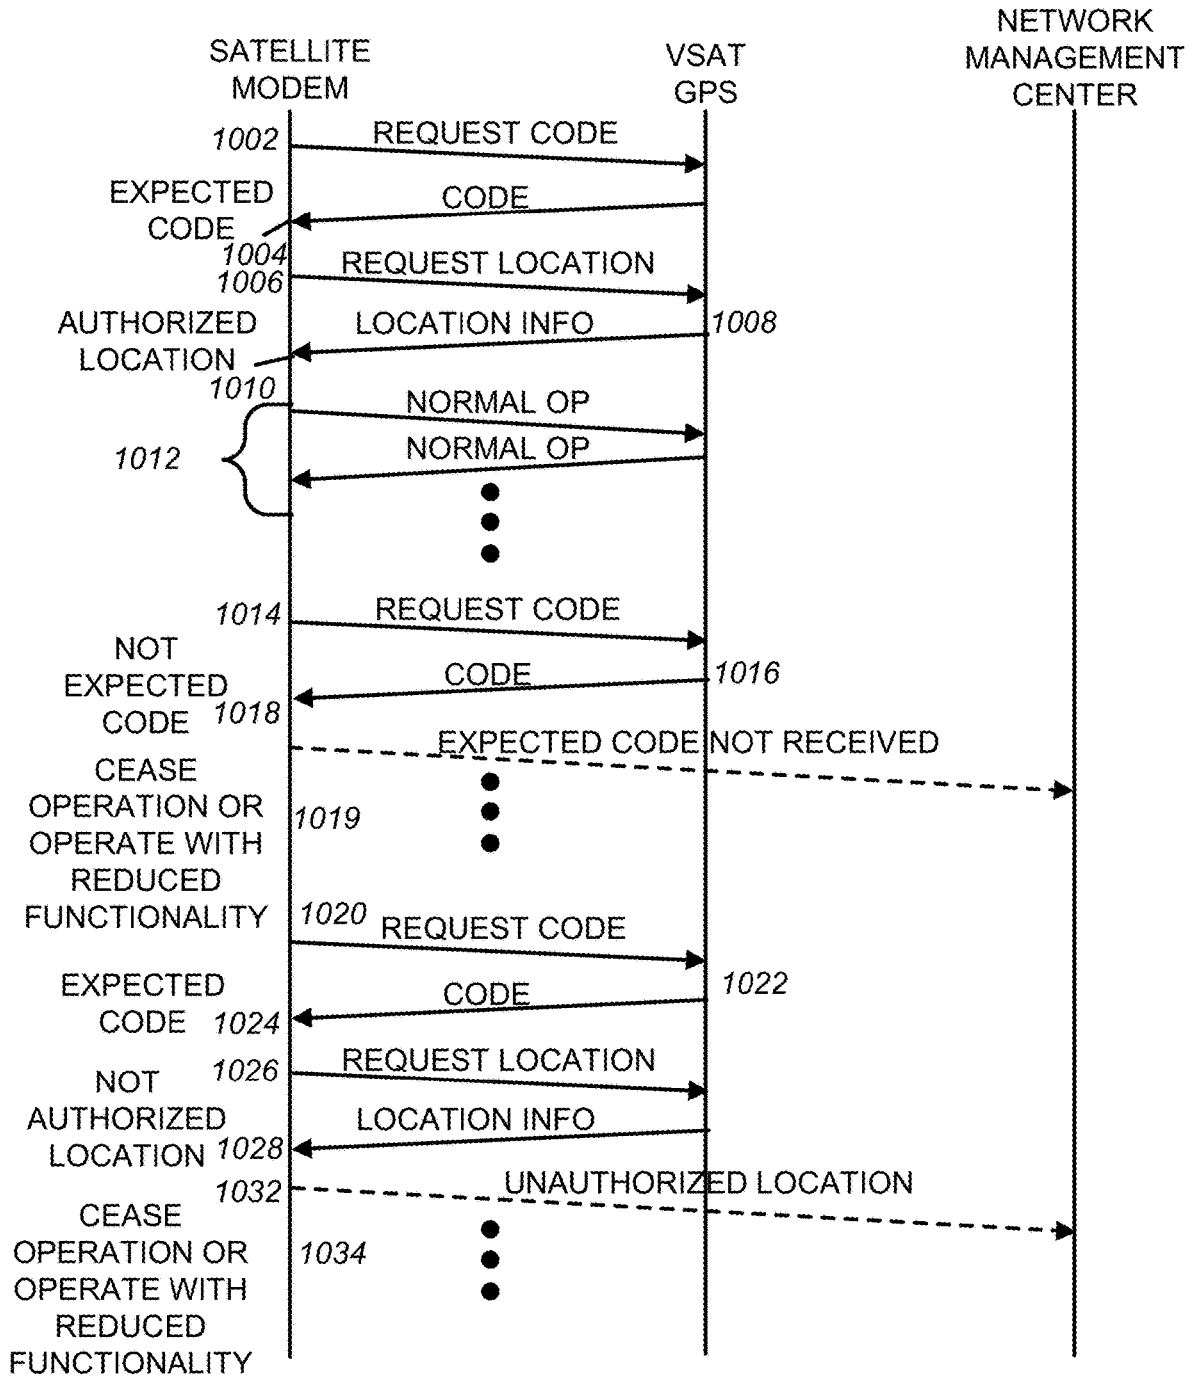 SATELLITE
MODEM
VSAT
GPS
NETWORK
MANAGEMENT
CENTER
1002
REQUEST CODE
EXPECTED
CODE
CODE
1004
1006
REQUEST LOCATION
AUTHORIZED
LOCATION
LOCATION INFO
1008
1010
NORMAL OP
1012
NORMAL OP
1014
REQUEST CODE
NOT
EXPECTED
CODE
CODE
1016
1018
EXPECTED CODE NOT RECEIVED
CEASE
OPERATION OR
OPERATE WITH
REDUCED
FUNCTIONALITY
1019
1020
REQUEST CODE
EXPECTED
CODE
CODE
1022
1024
1026
REQUEST LOCATION
NOT
AUTHORIZED
LOCATION
LOCATION INFO
1028
1032
UNAUTHORIZED LOCATION
CEASE
OPERATION OR
OPERATE WITH
REDUCED
FUNCTIONALITY
1034